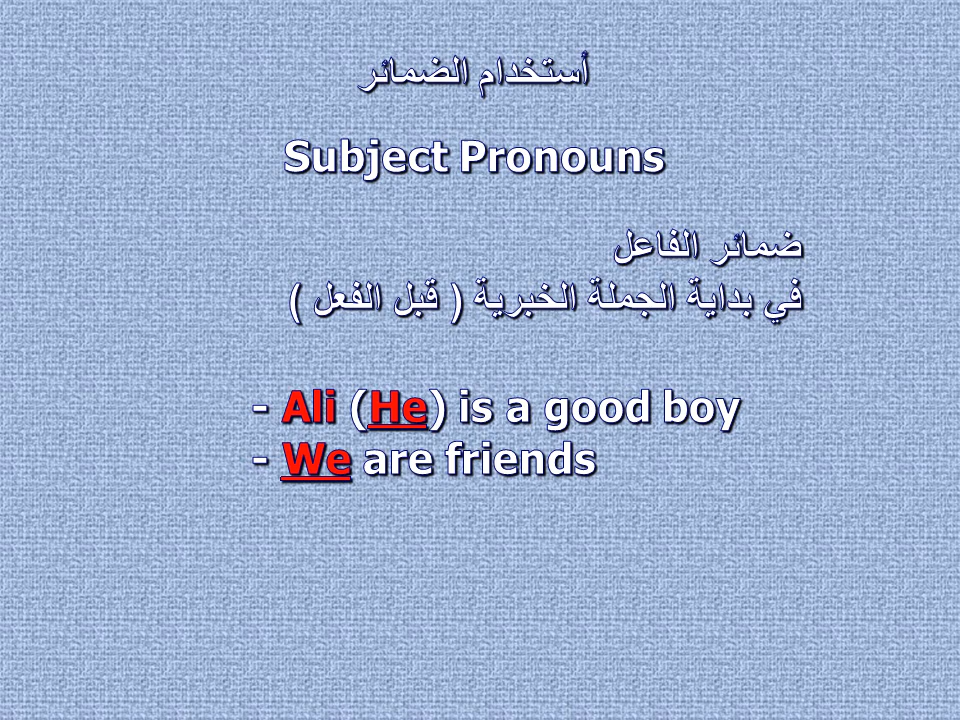 أستخدام الضمائر
Subject Pronouns
ضمائر الفاعل
في بداية الجملة الخبرية ( قبل الفعل )
- Ali (He) is a good boy
- We are friends